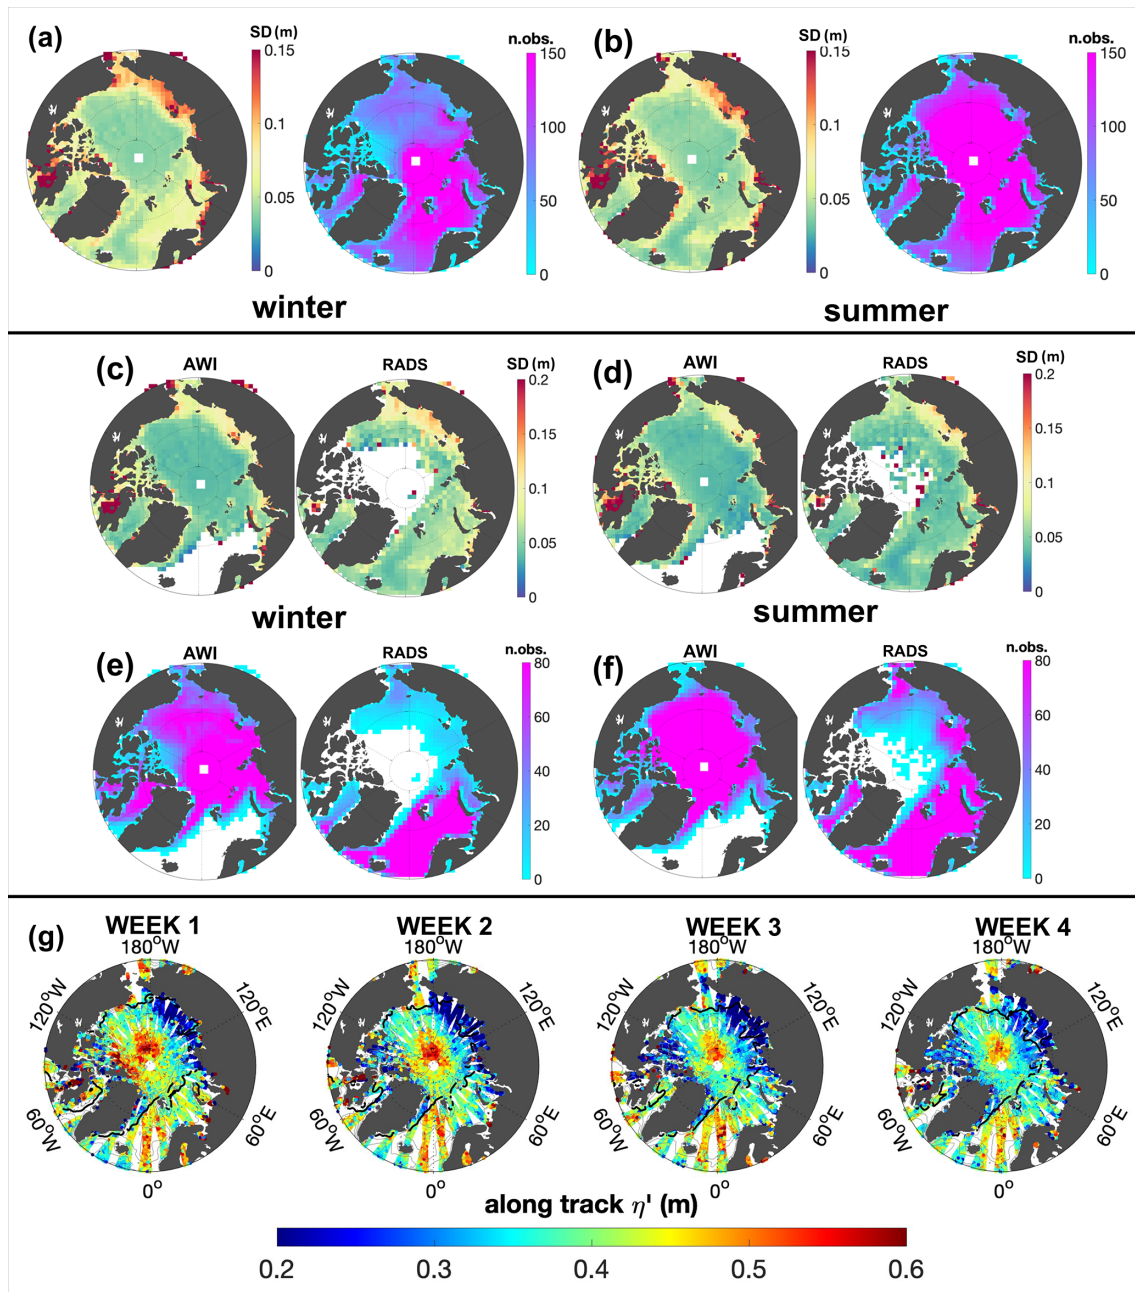 (a)
SD (m)
0.15
0.1
0.05
0
n.obs.
150
100
50
0
winter
(b)
SD (m)
0.15
0.1
0.05
0
n.obs.
150
100
50
0
summer
(c)
AWI
RADS
SD (m)
0.2
0.15
0.1
0.05
0
winter
(d)
AWI
RADS
SD (m)
0.2
0.15
0.1
0.05
0
summer
(e)
AWI
RADS
n.obs.
80
60
40
20
0
(f)
AWI
RADS
n.obs.
80
60
40
20
0
(g)
WEEK 1
180°W
120°W
120°E
60°W
60°E
0°
WEEK 2
180°W
120°W
120°E
60°W
60°E
0°
WEEK 3
180°W
120°W
120°E
60°W
60°E
0°
WEEK 4
180°W
120°W
120°E
60°W
60°E
0°
along track η' (m)
0.2 0.3 0.4 0.5 0.6